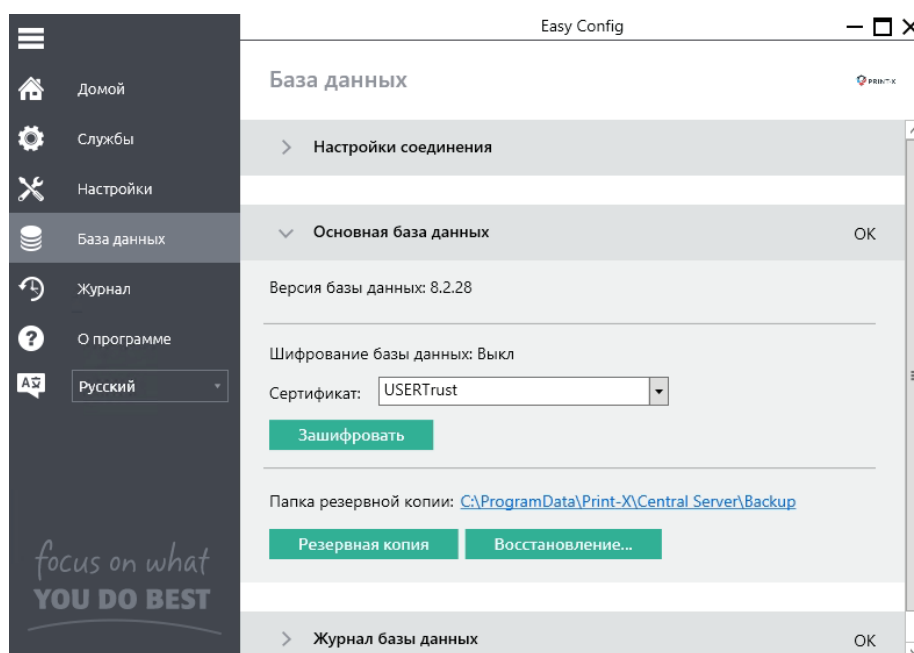 Easy Config
Домой
Службы
Настройки
База данных
Журнал
О программе
Русский
focus on what
YOU DO BEST
База данных
PRINT-X
Настройки соединения
Основная база данных OK
Версия базы данных: 8.2.28
Шифрование базы данных: Выкл
Сертификат: USERTrust
Зашифровать
Папка резервной копии: C:\ProgramData\Print-X\Central Server\Backup
Резервная копия Восстановление...
Журнал базы данных OK